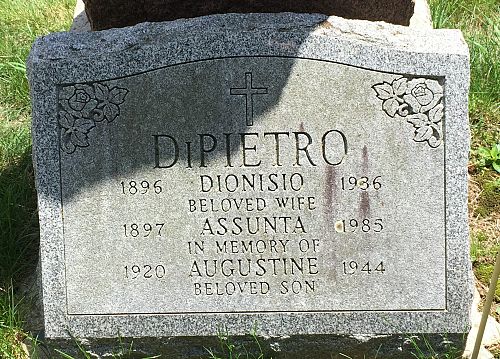 DiPIETRO
1896 DIONISIO 1936
BELOVED WIFE
1897 ASSUNTA 1985
IN MEMORY OF
1920 AUGUSTINE 1944
BELOVED SON